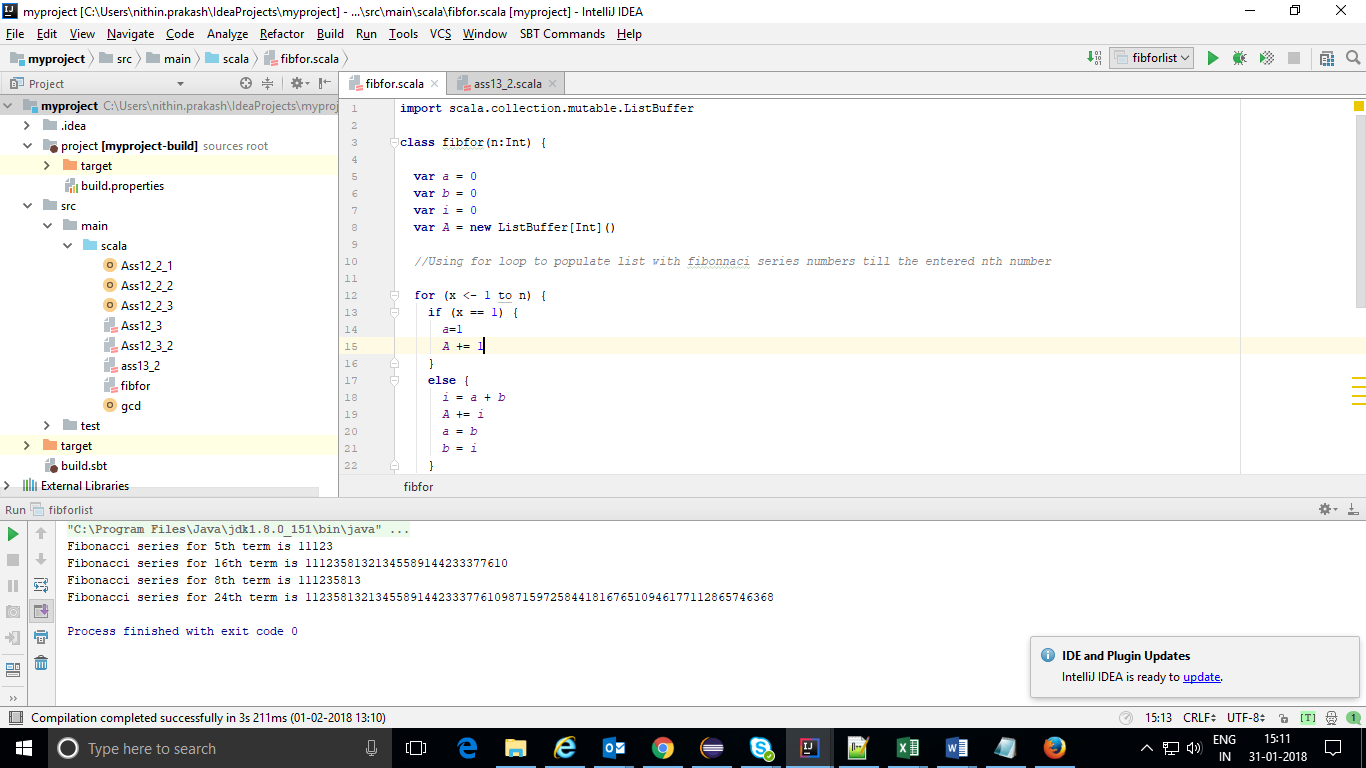 myproject [C:\Users\nithin.prakash\IdeaProjects\myproject] - ...\src\main\scala\fibfor.scala [myproject] - IntelliJ IDEA
File Edit View Navigate Code Analyze Refactor Build Run Tools VCS Window SBT Commands Help
myproject src main scala fibfor.scala fibforlist
Project
fibfor.scala ass13_2.scala
myproject C:\Users\nithin.prakash\IdeaProjects\myproj
.idea
project [myproject-build] sources root
target
build.properties
src
main
scala
Ass12_2_1
Ass12_2_2
Ass12_2_3
Ass12_3
Ass12_3_2
ass13_2
fibfor
gcd
test
target
build.sbt
External Libraries
1 import scala.collection.mutable.ListBuffer
2
3 class fibfor(n:Int) {
4
5 var a = 0
6 var b = 0
7 var i = 0
8 var A = new ListBuffer[Int]()
9
10 //Using for loop to populate list with fibonnaci series numbers till the entered nth number
11
12 for (x <- 1 to n) {
13 if (x == 1) {
14 a=1
15 A += 1
16 }
17 else {
18 i = a + b
19 A += i
20 a = b
21 b = i
22 }
fibfor
Run fibforlist
"C:\Program Files\Java\jdk1.8.0_151\bin\java" ...
Fibonacci series for 5th term is 11123
Fibonacci series for 16th term is 11123581321345589144233377610
Fibonacci series for 8th term is 111235813
Fibonacci series for 24th term is 1123581321345589144233377610987159725844181676510946177112865746368
Process finished with exit code 0
IDE and Plugin Updates
IntelliJ IDEA is ready to update.
Compilation completed successfully in 3s 211ms (01-02-2018 13:10)
15:13 CRLF UTF-8 [T] 1
Type here to search
ENG
IN
15:11
31-01-2018